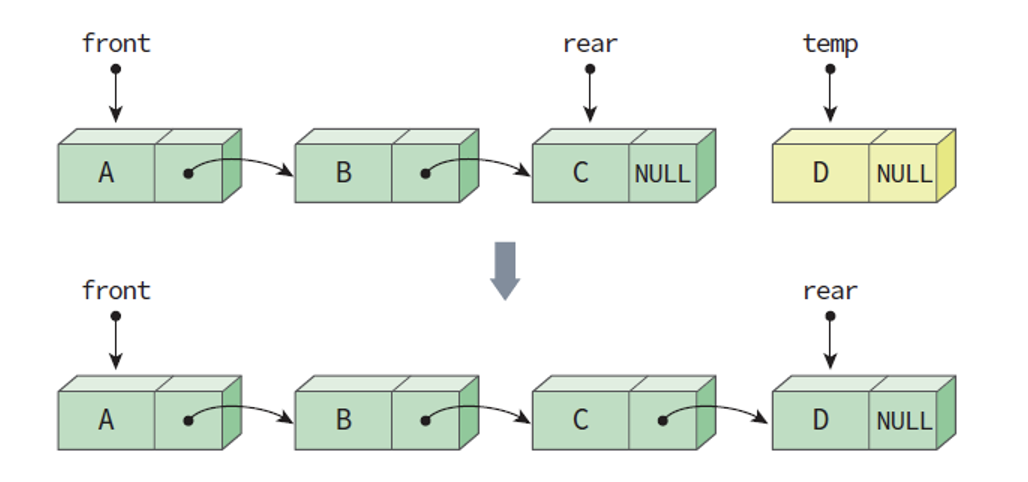 front rear temp
A B C NULL D NULL
front rear
A B C D NULL